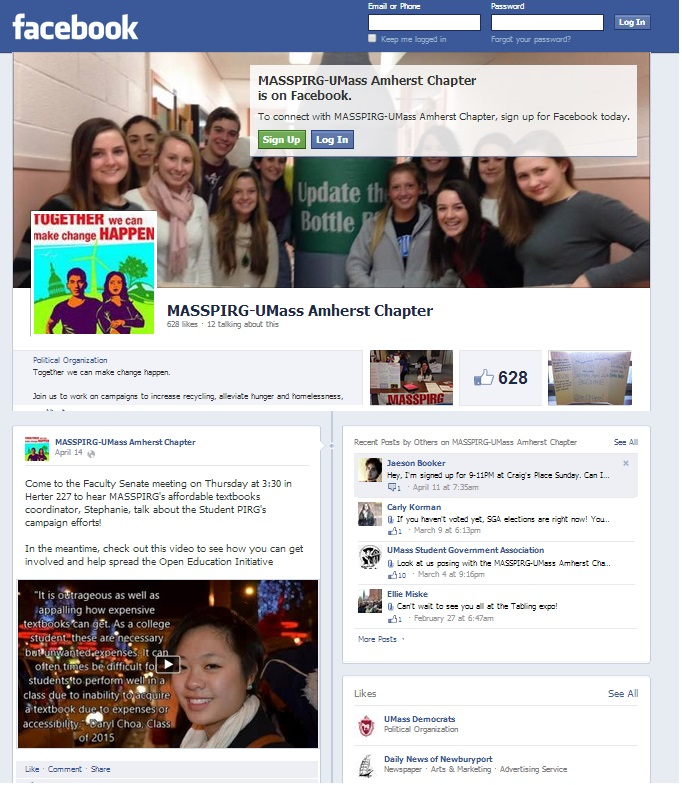 facebook
Email or Phone
Password
Log In
Keep me logged in
Forgot your password?
MASSPIRG-UMass Amherst Chapter
is on Facebook.
To connect with MASSPIRG-UMass Amherst Chapter, sign up for Facebook today.
Sign Up
Log In
Update the
Bottle
TOGETHER we can
make change HAPPEN
MASSPIRG-UMass Amherst Chapter
628 likes · 12 talking about this
Political Organization
Together we can make change happen.
Join us to work on campaigns to increase recycling, alleviate hunger and homelessness,
MASSPIRG
628
MASSPIRG-UMass Amherst Chapter
April 14
Come to the Faculty Senate meeting on Thursday at 3:30 in
Herter 227 to hear MASSPIRG's affordable textbooks
coordinator, Stephanie, talk about the Student PIRG's
campaign efforts!
In the meantime, check out this video to see how you can get
involved and help spread the Open Education Initiative
"It is outrageous as well as
appalling how expensive
textbooks can get. As a college
student, these are necessary
but unwanted expenses. It can
often times be difficult for
students to perform well in a
class due to inability to acquire
a textbook due to expenses or
accessibility." Daryl Choa, Class
of 2015
Like · Comment · Share
Recent Posts by Others on MASSPIRG-UMass Amherst Chapter
See All
Jaeson Booker
Hey, I'm signed up for 9-11PM at Craig's Place Sunday. Can I...
1 · April 11 at 7:35am
Carly Korman
If you haven't voted yet, SGA elections are right now! You...
1 · March 9 at 6:13pm
UMass Student Government Association
Look at us posing with the MASSPIRG-UMass Amherst Cha...
10 · March 4 at 9:16pm
Ellie Miske
Can't wait to see you all at the Tabling expo!
1 · February 27 at 6:47am
More Posts
Likes
See All
UMass Democrats
Political Organization
Daily News of Newburyport
Newspaper · Arts & Marketing · Advertising Service